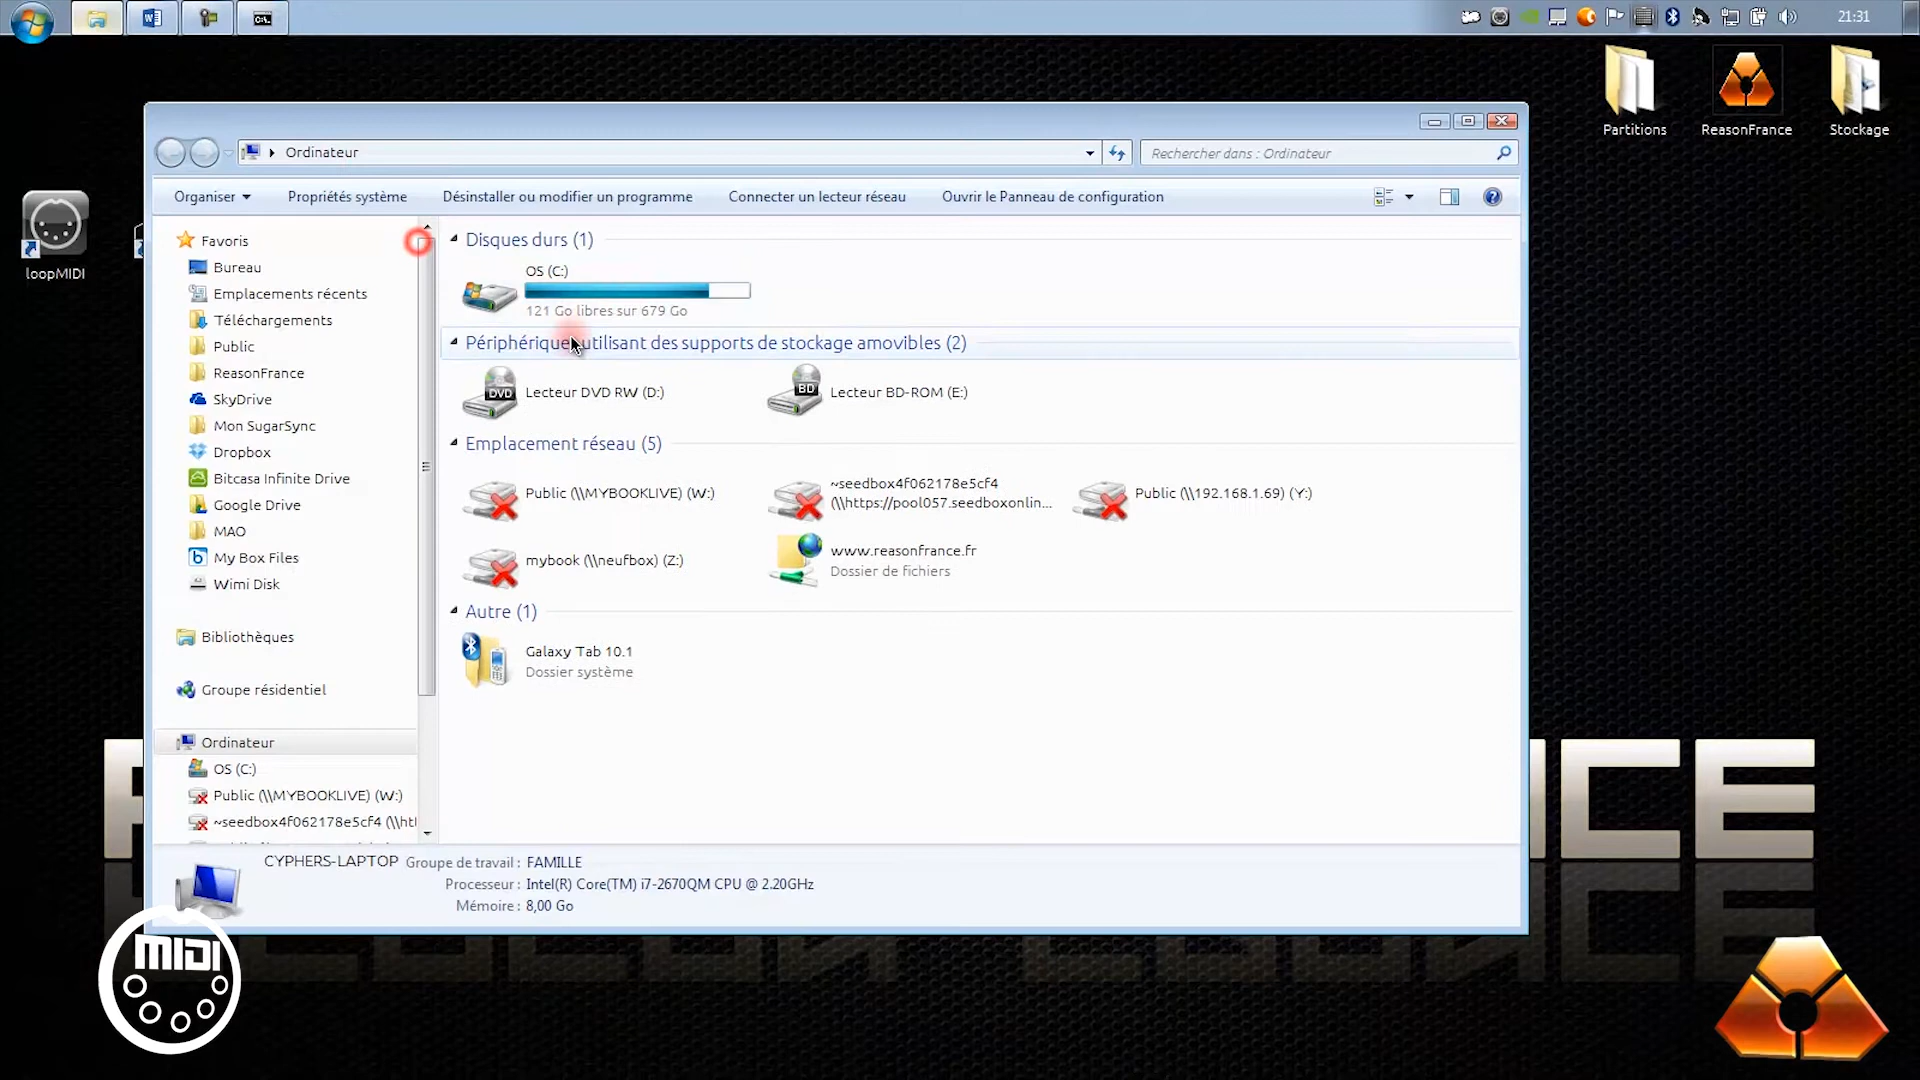 21:31
Partitions
ReasonFrance
Stockage
loopMIDI
Ordinateur
Rechercher dans : Ordinateur
Organiser
Propriétés système
Désinstaller ou modifier un programme
Connecter un lecteur réseau
Ouvrir le Panneau de configuration
Favoris
Bureau
Emplacements récents
Téléchargements
Public
ReasonFrance
SkyDrive
Mon SugarSync
Dropbox
Bitcasa Infinite Drive
Google Drive
MAO
My Box Files
Wimi Disk
Bibliothèques
Groupe résidentiel
Ordinateur
OS (C:)
Public (\\MYBOOKLIVE) (W:)
~seedbox4f062178e5cf4 (\\htt
Disques durs (1)
OS (C:)
121 Go libres sur 679 Go
Périphérique utilisant des supports de stockage amovibles (2)
DVD
Lecteur DVD RW (D:)
BD
Lecteur BD-ROM (E:)
Emplacement réseau (5)
Public (\\MYBOOKLIVE) (W:)
~seedbox4f062178e5cf4
(\\https://pool057.seedboxonlin...
Public (\\192.168.1.69) (Y:)
mybook (\\neufbox) (Z:)
www.reasonfrance.fr
Dossier de fichiers
Autre (1)
Galaxy Tab 10.1
Dossier système
CYPHERS-LAPTOP
Groupe de travail : FAMILLE
Processeur : Intel(R) Core(TM) i7-2670QM CPU @ 2.20GHz
Mémoire : 8,00 Go
MIDI